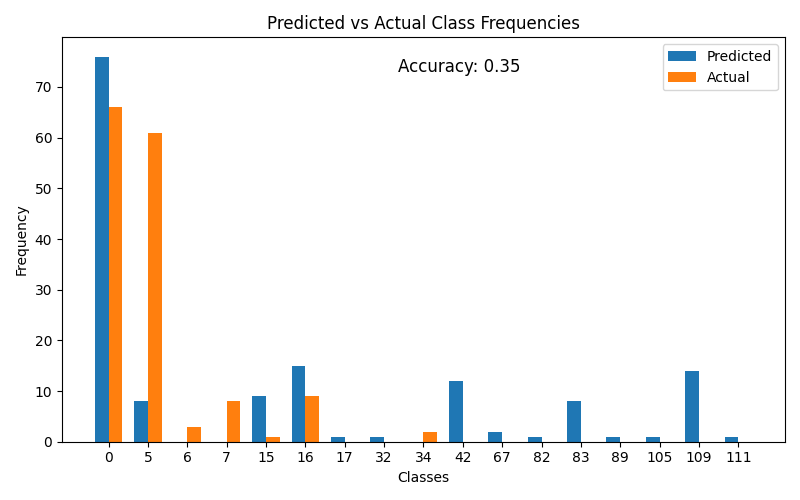 Predicted vs Actual Class Frequencies
Accuracy: 0.35
Predicted
Actual
Frequency
70
60
50
40
30
20
10
0
0 5 6 7 15 16 17 32 34 42 67 82 83 89 105 109 111
Classes